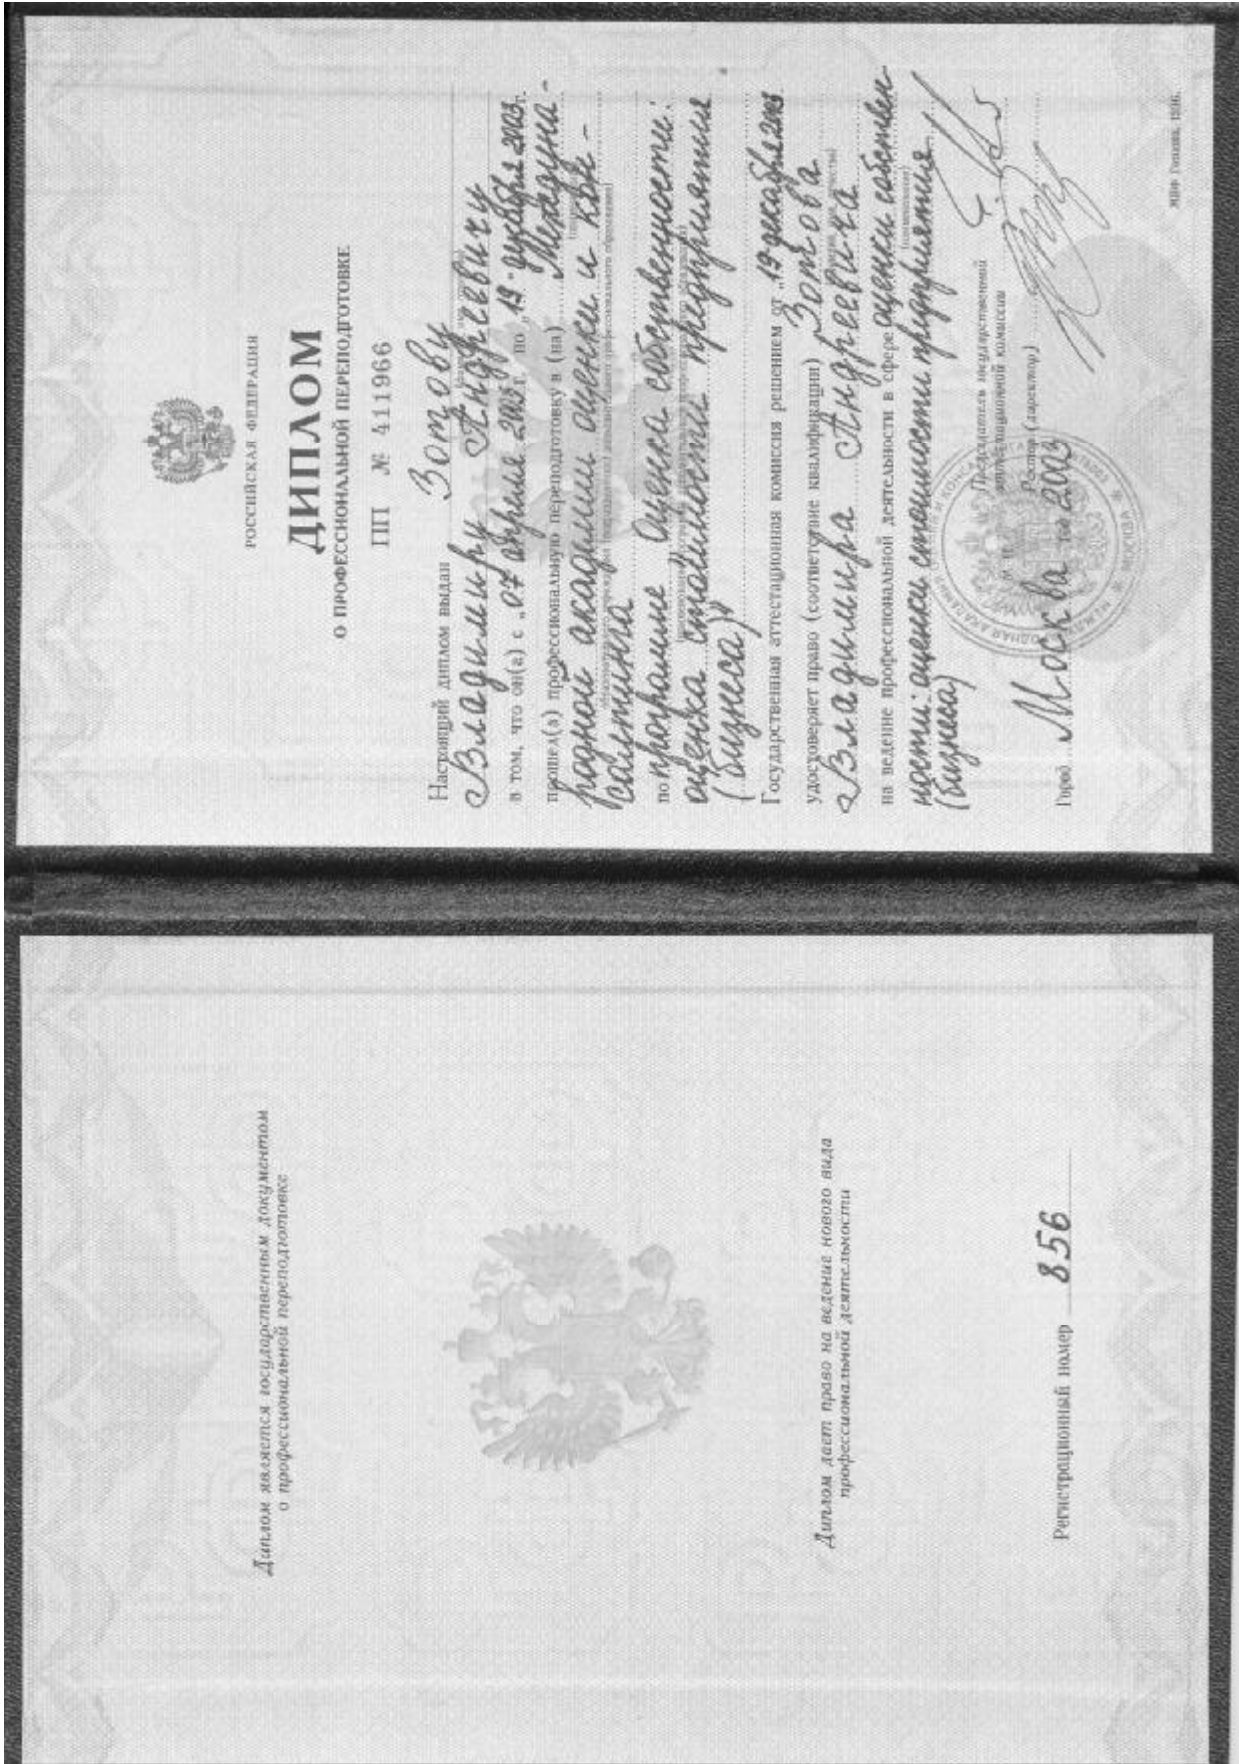 Диплом является государственным документом
о профессиональной переподготовке
Диплом дает право на ведение нового вида
профессиональной деятельности
Регистрационный номер 856
РОССИЙСКАЯ ФЕДЕРАЦИЯ
ДИПЛОМ
О ПРОФЕССИОНАЛЬНОЙ ПЕРЕПОДГОТОВКЕ
ПП № 411966
Настоящий диплом выдан Зотову
Владимиру Андреевичу
в том, что он(а) с „07 апреля 2003 г. по „19" декабря 2003 г.
прошел(а) профессиональную переподготовку в (на) Междуна-
родной академии оценки и кон-
салтинга
по программе Оценка собственности:
оценка стоимости предприятия
(бизнеса)
Государственная аттестационная комиссия решением от „19 декабря 2003
удостоверяет право (соответствие квалификации) Зотова
Владимира Андреевича
на ведение профессиональной деятельности в сфере оценки собствен
ности: оценки стоимости предприятия
(бизнеса)
Председатель государственной
аттестационной комиссии
Ректор (директор)
Город Москва 2003